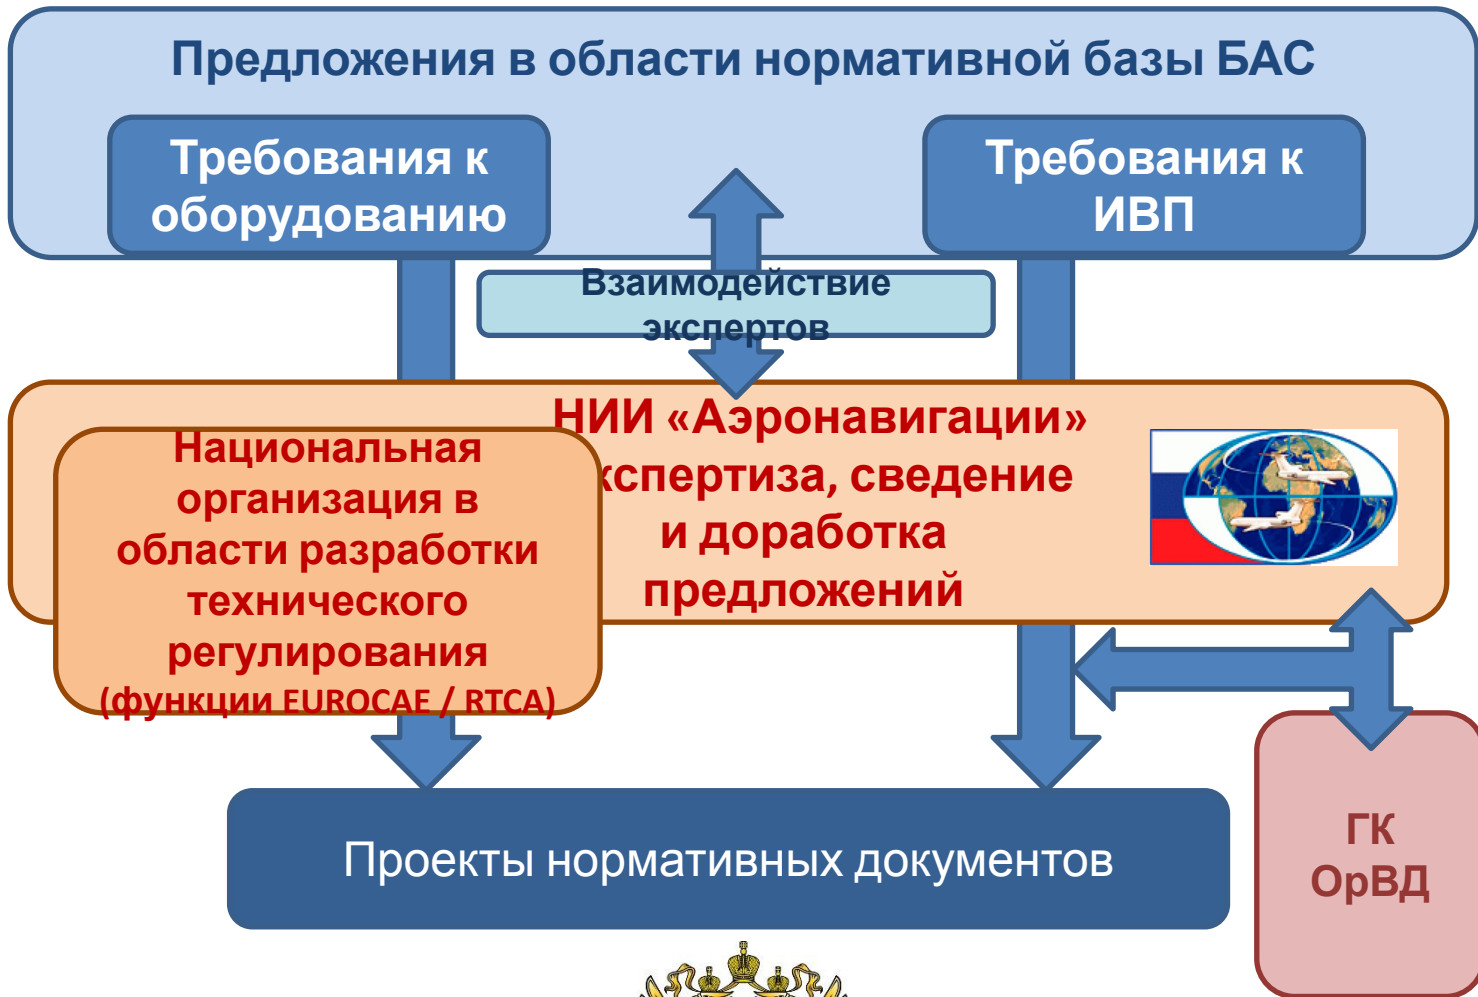 Предложения в области нормативной базы БАС
Требования к
оборудованию
Требования к
ИВП
Взаимодействие
экспертов
НИИ «Аэронавигации»
кспертиза, сведение
и доработка
предложений
Национальная
организация в
области разработки
технического
регулирования
(функции EUROCAE / RTCA)
Проекты нормативных документов
ГК
ОрВД